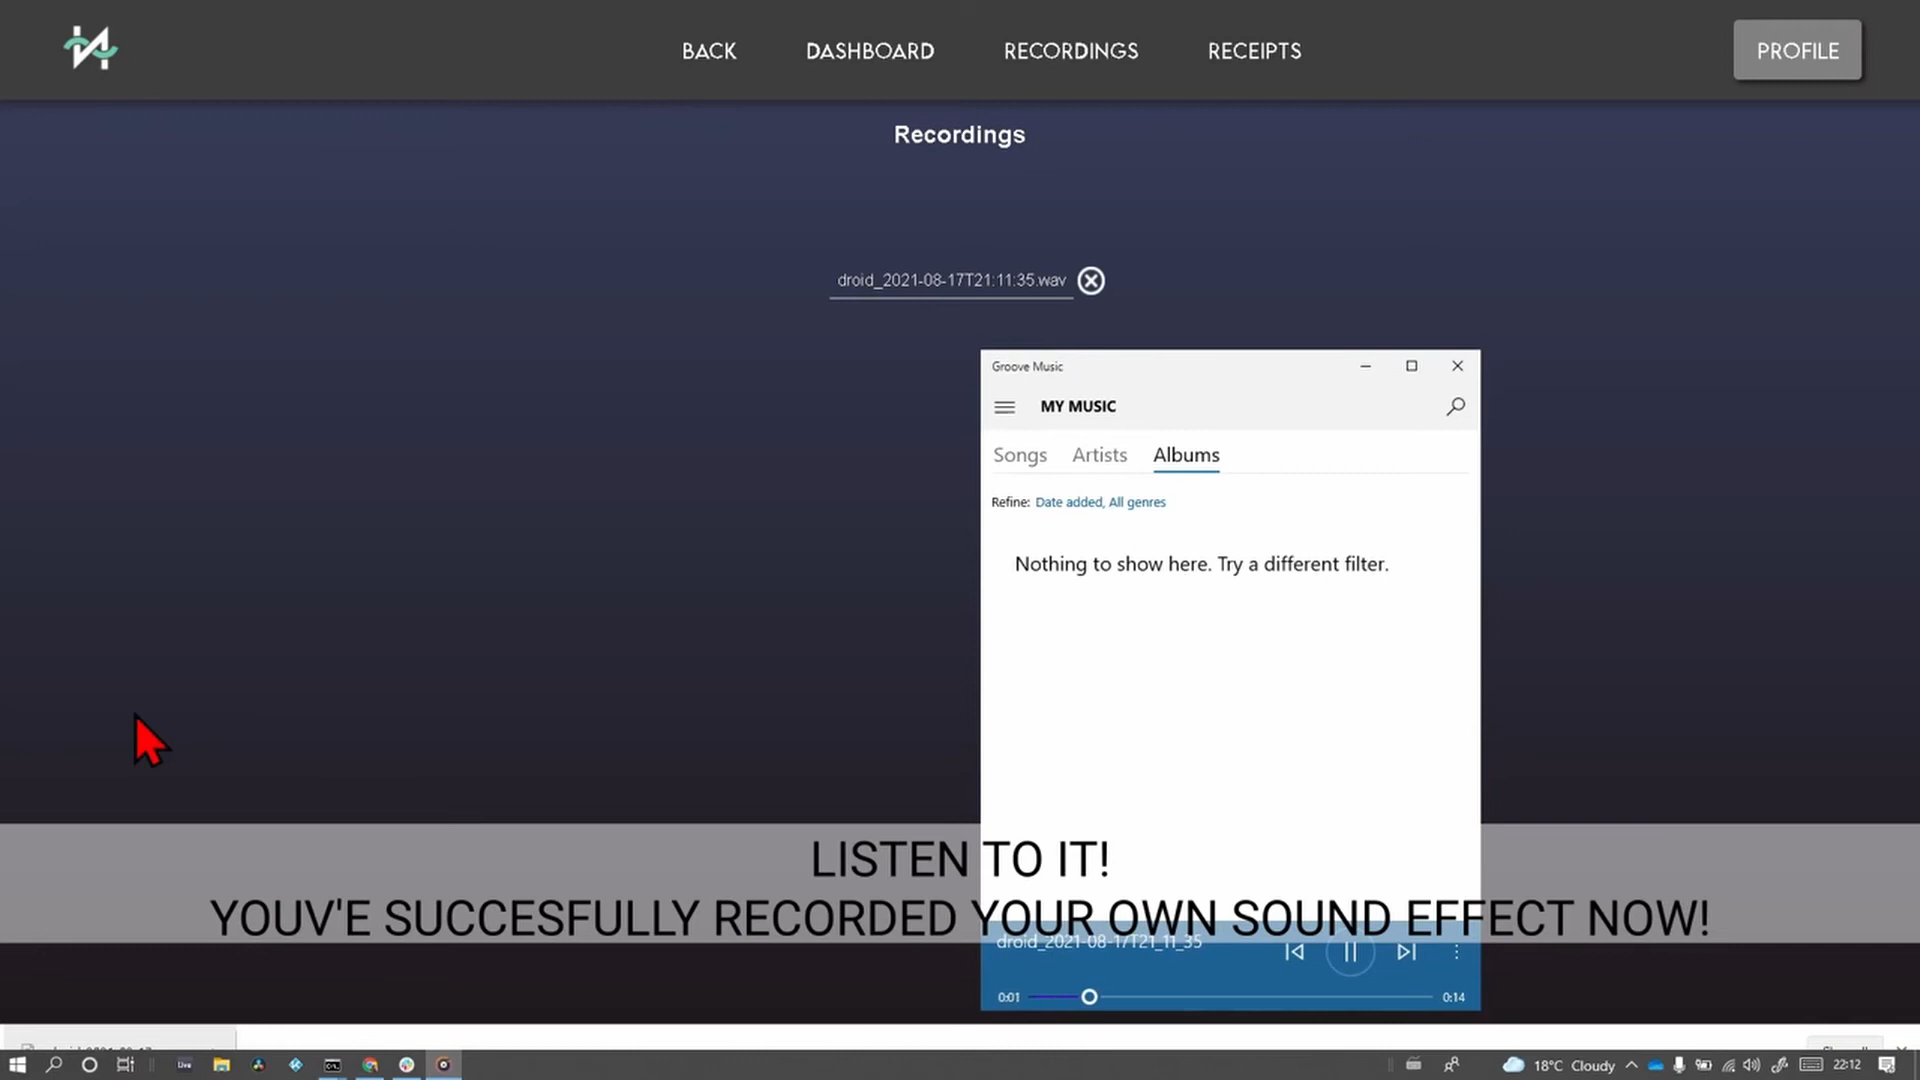 BACK
DASHBOARD
RECORDINGS
RECEIPTS
PROFILE
Recordings
droid_2021-08-17T21:11:35.wav
Groove Music
MY MUSIC
Songs
Artists
Albums
Refine: Date added, All genres
Nothing to show here. Try a different filter.
LISTEN TO IT!
YOUV'E SUCCESFULLY RECORDED YOUR OWN SOUND EFFECT NOW!
droid_2021-08-17T21_11_35
0:01
0:14
Live
18°C Cloudy
22:12